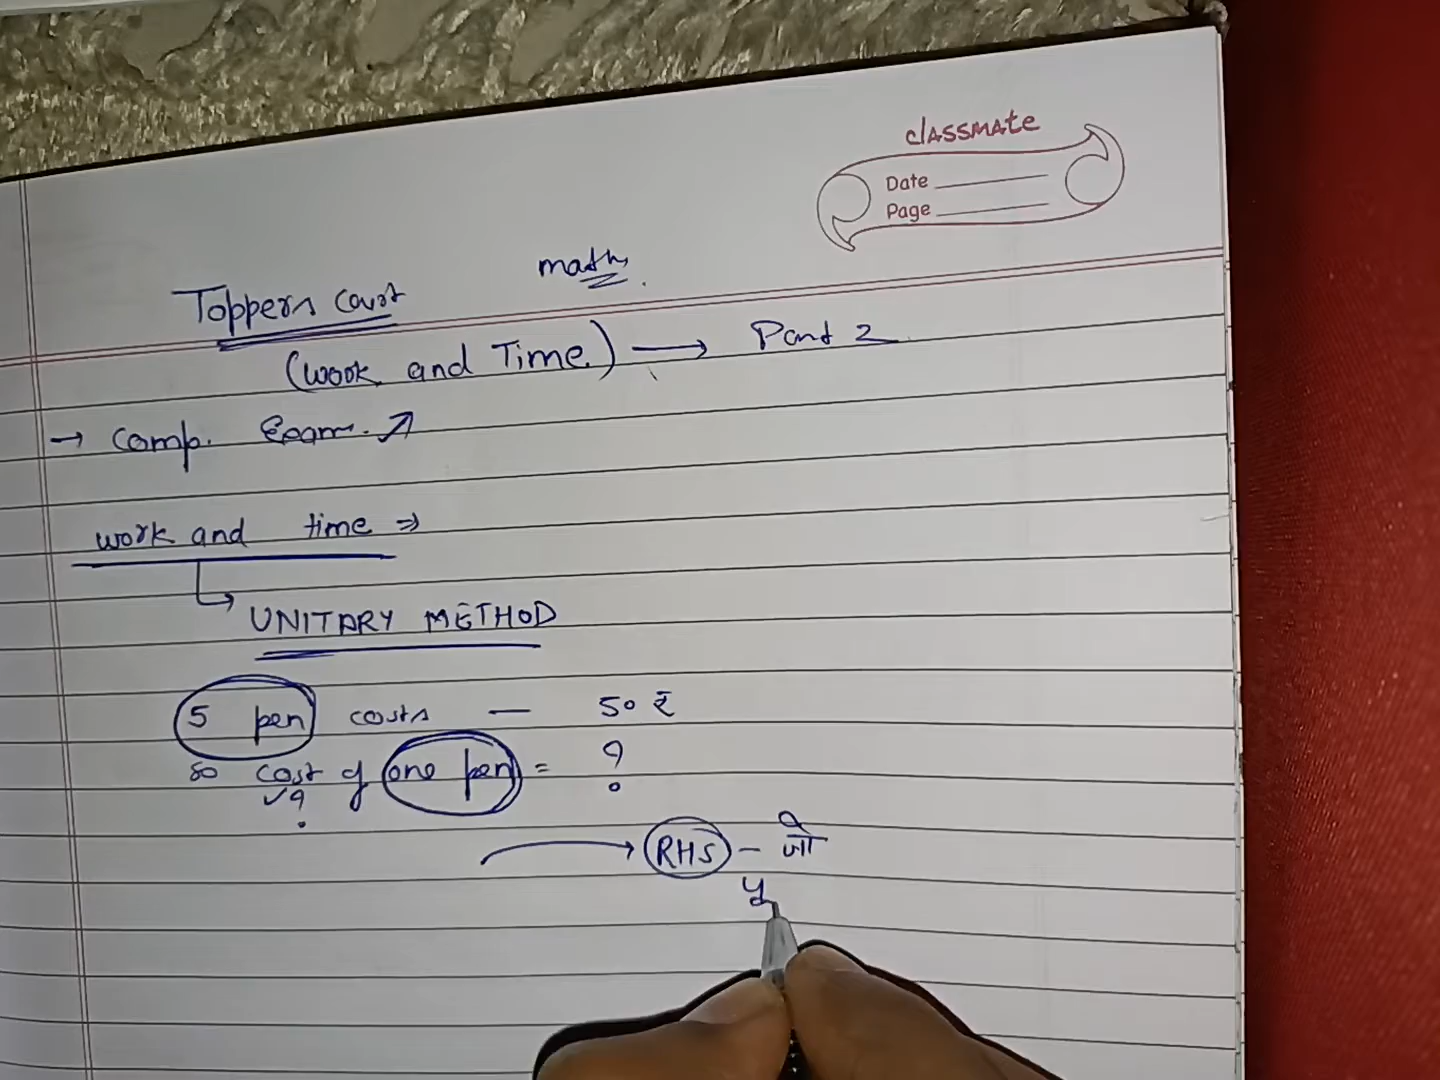 classmate
Date
Page
maths
Toppers Court
(Work and Time) → Part 2
→ Comp. Exam. ↗
work and time ⇒
UNITARY METHOD
5 pen costs — 50 ₹
so cost of one pen = ?
✓?
→ RHS - जो